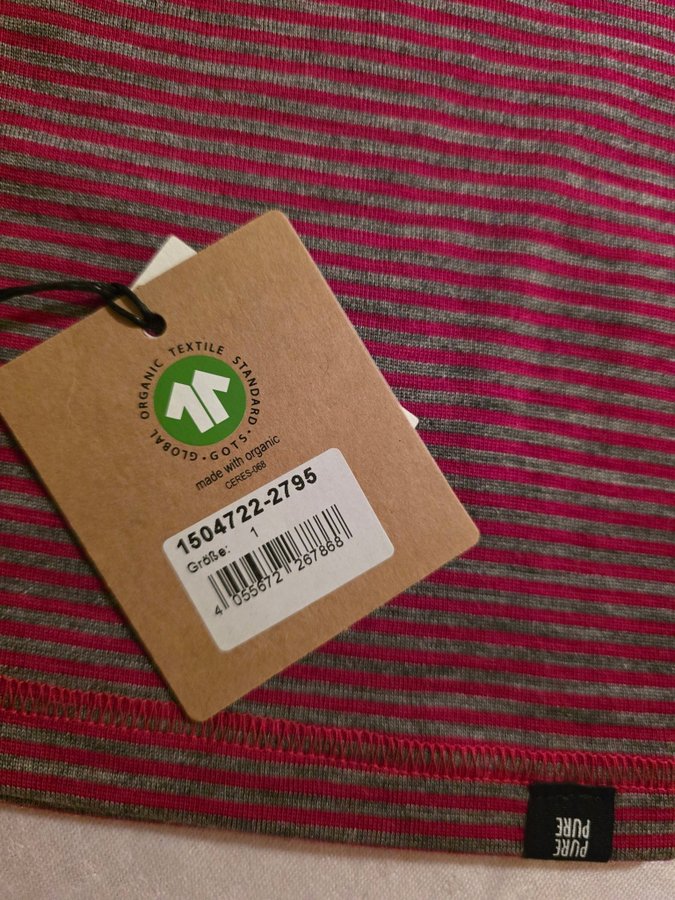 GLOBAL ORGANIC TEXTILE STANDARD · GOTS ·
made with organic
CERES-068
1504722-2795
Größe: 1
4 055672 267868
PURE
PURE